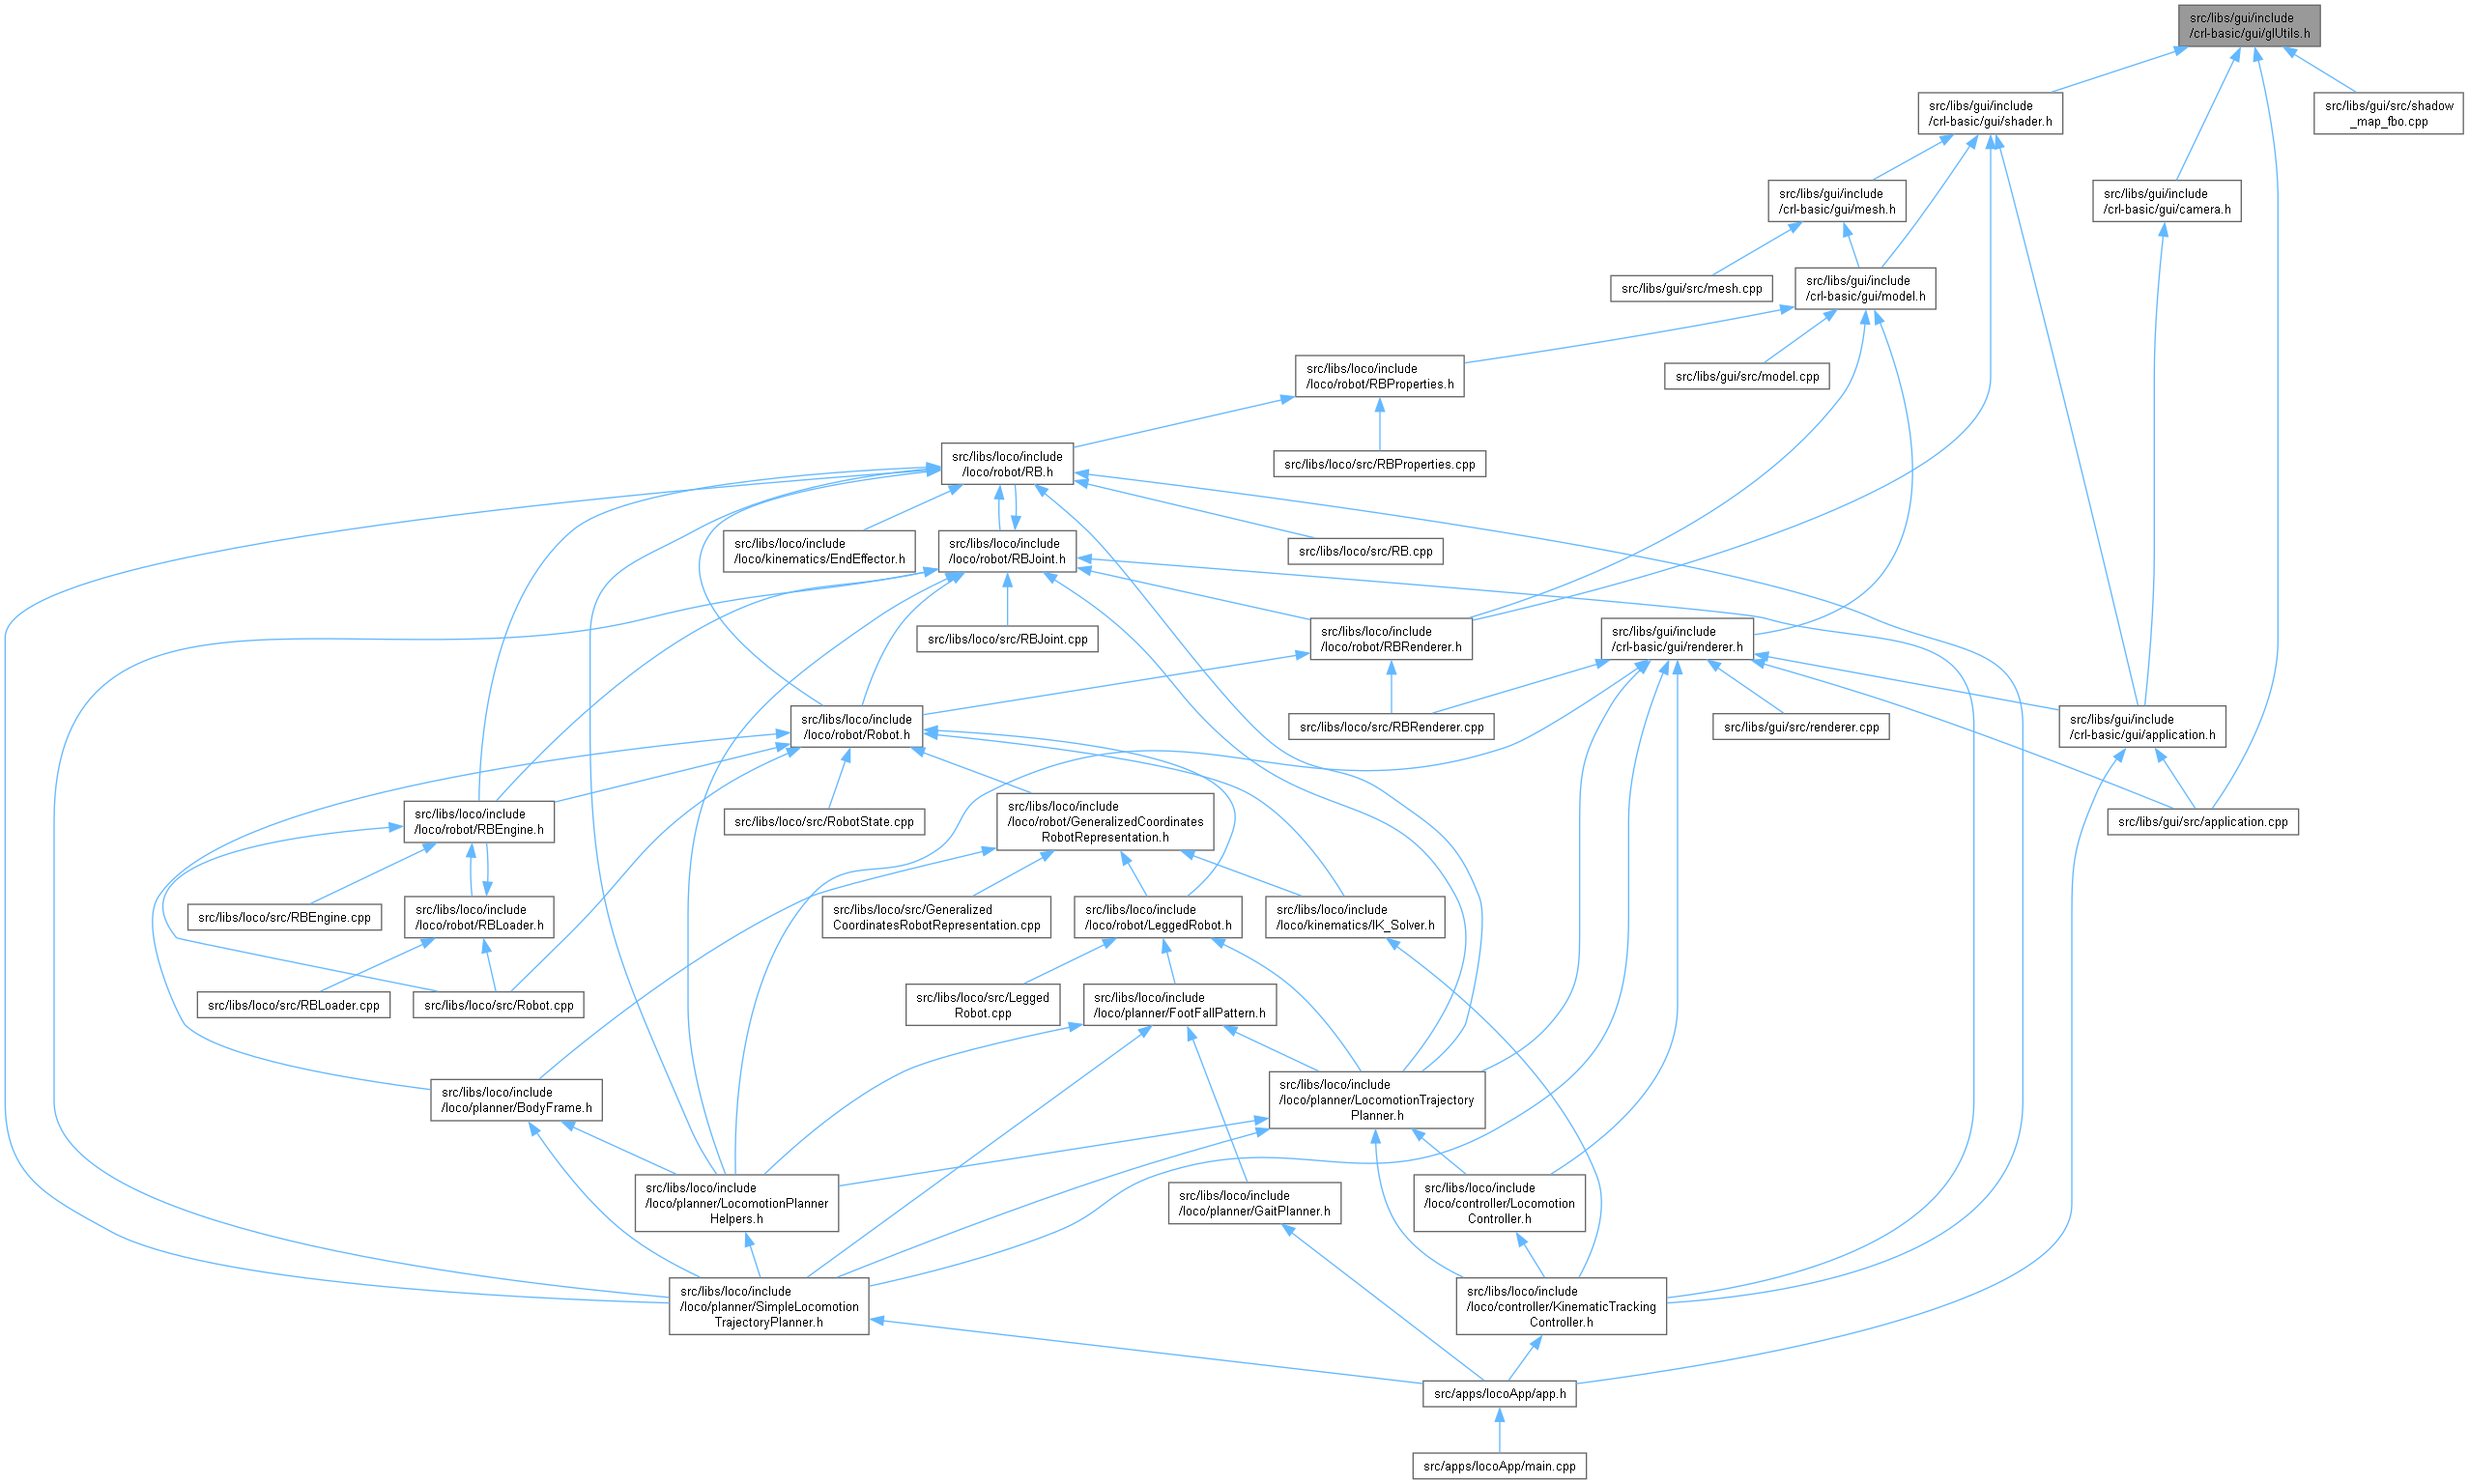 src/libs/gui/include
/crl-basic/gui/glUtils.h
src/libs/gui/include
/crl-basic/gui/shader.h
src/libs/gui/src/shadow
_map_fbo.cpp
src/libs/gui/include
/crl-basic/gui/mesh.h
src/libs/gui/include
/crl-basic/gui/camera.h
src/libs/gui/src/mesh.cpp
src/libs/gui/include
/crl-basic/gui/model.h
src/libs/loco/include
/loco/robot/RBProperties.h
src/libs/gui/src/model.cpp
src/libs/loco/include
/loco/robot/RB.h
src/libs/loco/src/RBProperties.cpp
src/libs/loco/include
/loco/kinematics/EndEffector.h
src/libs/loco/include
/loco/robot/RBJoint.h
src/libs/loco/src/RB.cpp
src/libs/loco/src/RBJoint.cpp
src/libs/loco/include
/loco/robot/RBRenderer.h
src/libs/gui/include
/crl-basic/gui/renderer.h
src/libs/loco/include
/loco/robot/Robot.h
src/libs/loco/src/RBRenderer.cpp
src/libs/gui/src/renderer.cpp
src/libs/gui/include
/crl-basic/gui/application.h
src/libs/loco/include
/loco/robot/RBEngine.h
src/libs/loco/src/RobotState.cpp
src/libs/loco/include
/loco/robot/GeneralizedCoordinates
RobotRepresentation.h
src/libs/gui/src/application.cpp
src/libs/loco/src/RBEngine.cpp
src/libs/loco/include
/loco/robot/RBLoader.h
src/libs/loco/src/Generalized
CoordinatesRobotRepresentation.cpp
src/libs/loco/include
/loco/robot/LeggedRobot.h
src/libs/loco/include
/loco/kinematics/IK_Solver.h
src/libs/loco/src/RBLoader.cpp
src/libs/loco/src/Robot.cpp
src/libs/loco/src/Legged
Robot.cpp
src/libs/loco/include
/loco/planner/FootFallPattern.h
src/libs/loco/include
/loco/planner/BodyFrame.h
src/libs/loco/include
/loco/planner/LocomotionTrajectory
Planner.h
src/libs/loco/include
/loco/planner/LocomotionPlanner
Helpers.h
src/libs/loco/include
/loco/planner/GaitPlanner.h
src/libs/loco/include
/loco/controller/Locomotion
Controller.h
src/libs/loco/include
/loco/planner/SimpleLocomotion
TrajectoryPlanner.h
src/libs/loco/include
/loco/controller/KinematicTracking
Controller.h
src/apps/locoApp/app.h
src/apps/locoApp/main.cpp